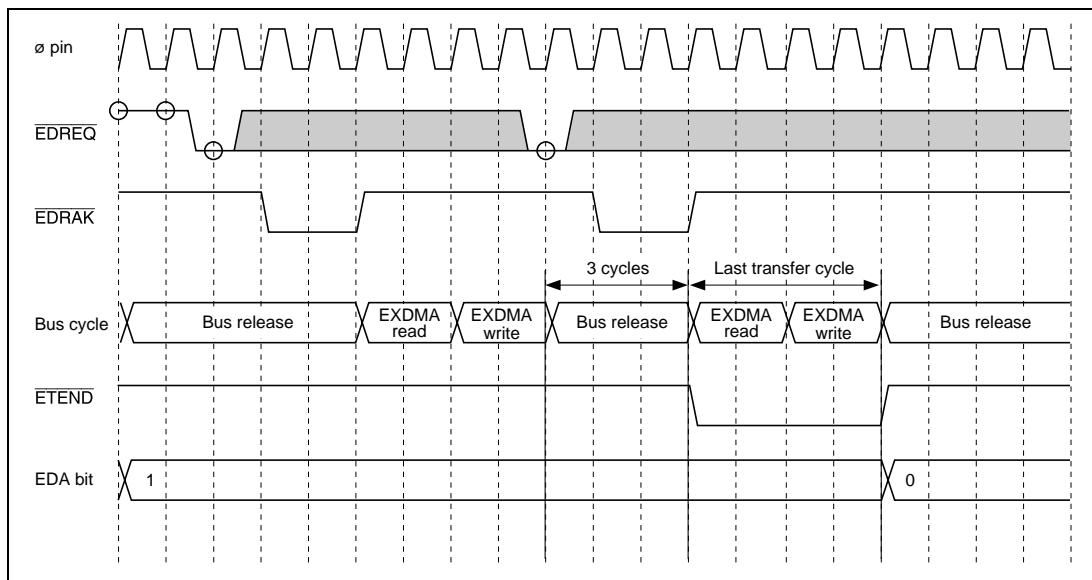 ø pin
EDREQ
EDRAK
3 cycles
Last transfer cycle
Bus cycle
Bus release
EXDMA
read
EXDMA
write
Bus release
EXDMA
read
EXDMA
write
Bus release
ETEND
EDA bit
1
0